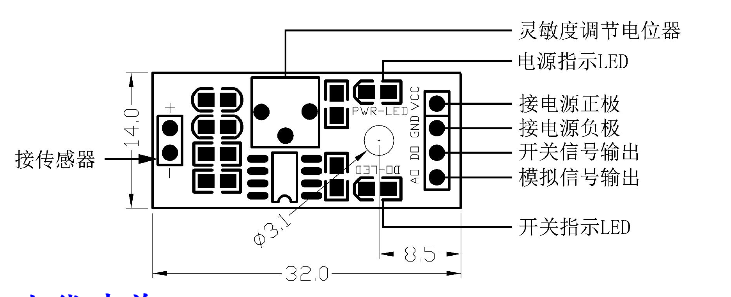 灵敏度调节电位器
电源指示LED
VCC
接电源正极
PWR-LED
GND
接电源负极
14.0
+
接传感器
-
DO
开关信号输出
AO
模拟信号输出
DO-LED
开关指示LED
Ø3.1
8.5
32.0